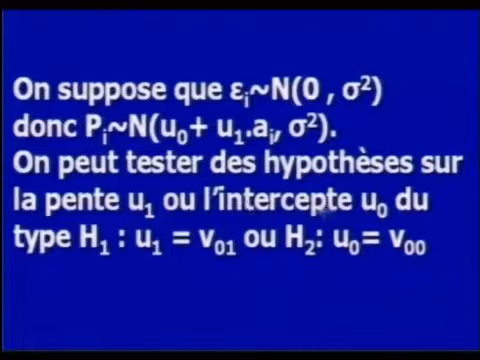 On suppose que εᵢ~N(0 , σ²)
donc Pᵢ~N(u₀+ u₁.aᵢ, σ²).
On peut tester des hypothèses sur
la pente u₁ ou l'intercepte u₀ du
type H₁ : u₁ = v₀₁ ou H₂: u₀= v₀₀